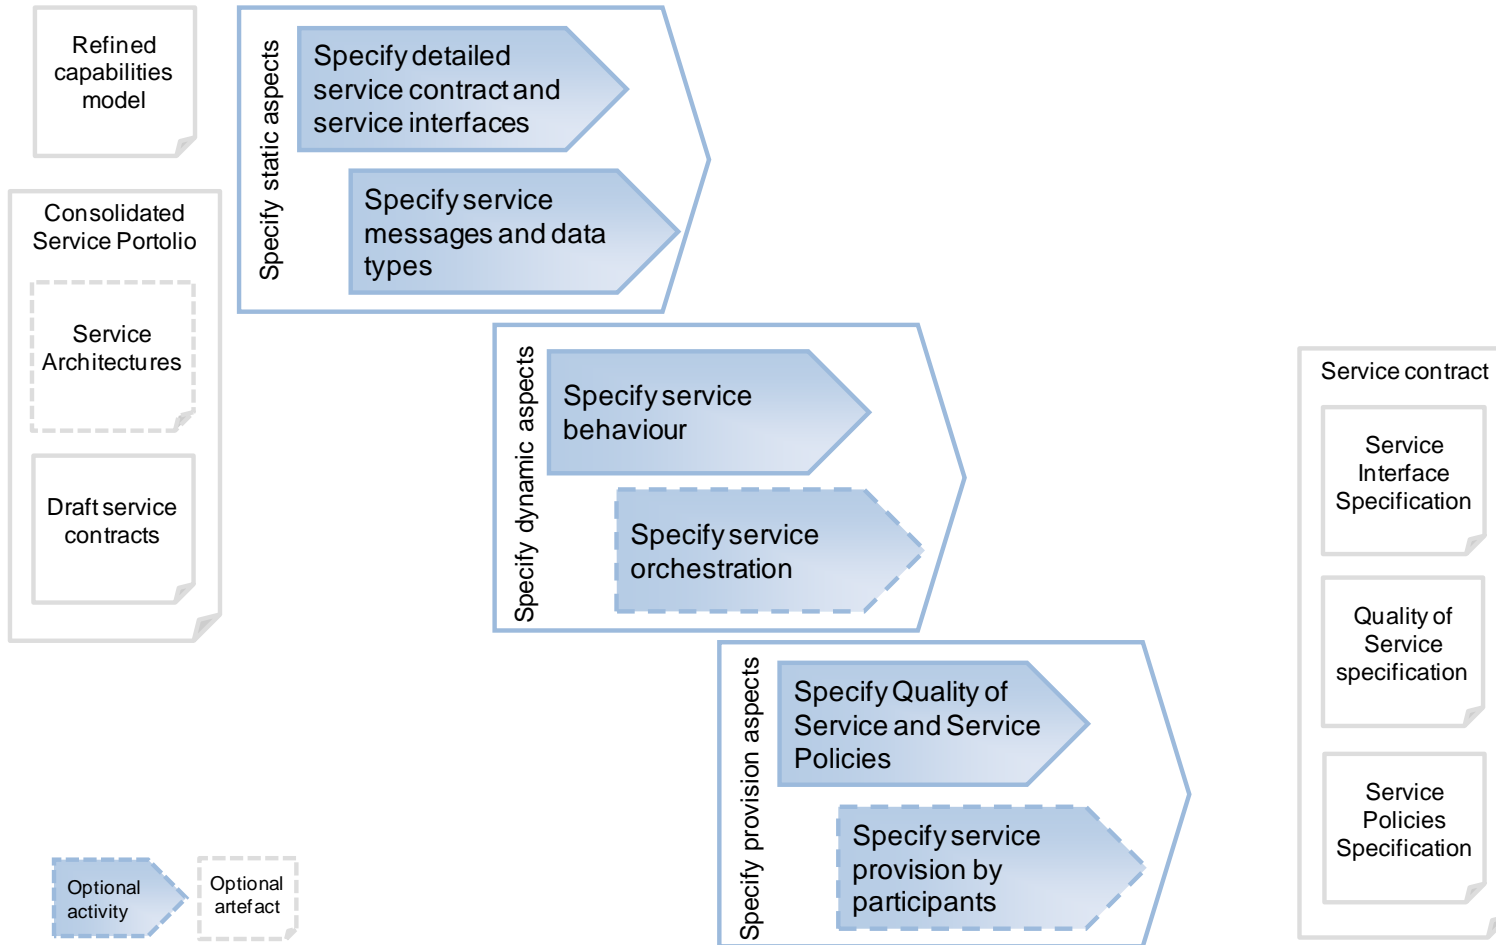 Refined
capabilities
model
Consolidated
Service Portolio
Service
Architectures
Draft service
contracts
Specify static aspects
Specify detailed
service contract and
service interfaces
Specify service
messages and data
types
Specify dynamic aspects
Specify service
behaviour
Specify service
orchestration
Specify provision aspects
Specify Quality of
Service and Service
Policies
Specify service
provision by
participants
Service contract
Service
Interface
Specification
Quality of
Service
specification
Service
Policies
Specification
Optional
activity
Optional
artefact